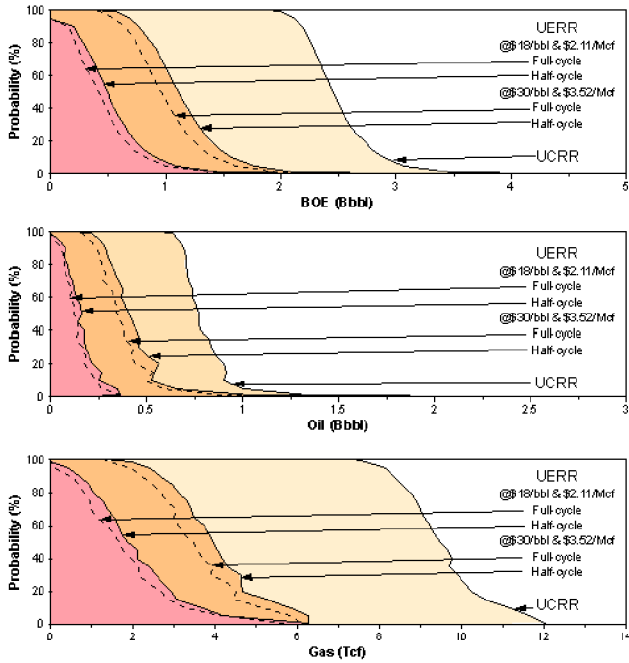 100
80
60
40
20
0
Probability (%)
UERR
@$18/bbl & $2.11/Mcf
Full-cycle
Half-cycle
@$30/bbl & $3.52/Mcf
Full-cycle
Half-cycle
UCRR
0 1 2 3 4 5
BOE (Bbbl)
100
80
60
40
20
0
Probability (%)
UERR
@$18/bbl & $2.11/Mcf
Full-cycle
Half-cycle
@$30/bbl & $3.52/Mcf
Full-cycle
Half-cycle
UCRR
0 0.5 1 1.5 2 2.5 3
Oil (Bbbl)
100
80
60
40
20
0
Probability (%)
UERR
@$18/bbl & $2.11/Mcf
Full-cycle
Half-cycle
@$30/bbl & $3.52/Mcf
Full-cycle
Half-cycle
UCRR
0 2 4 6 8 10 12 14
Gas (Tcf)